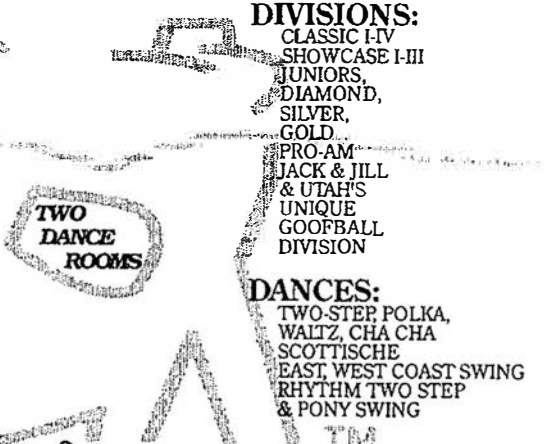 DIVISIONS:
CLASSIC I-IV
SHOWCASE I-III
JUNIORS,
DIAMOND,
SILVER,
GOLD
PRO-AM
JACK & JILL
& UTAH'S
UNIQUE
GOOFBALL
DIVISION
TWO
DANCE
ROOMS
DANCES:
TWO-STEP, POLKA,
WALTZ, CHA CHA
SCOTTISCHE
EAST, WEST COAST SWING
RHYTHM TWO STEP
& PONY SWING